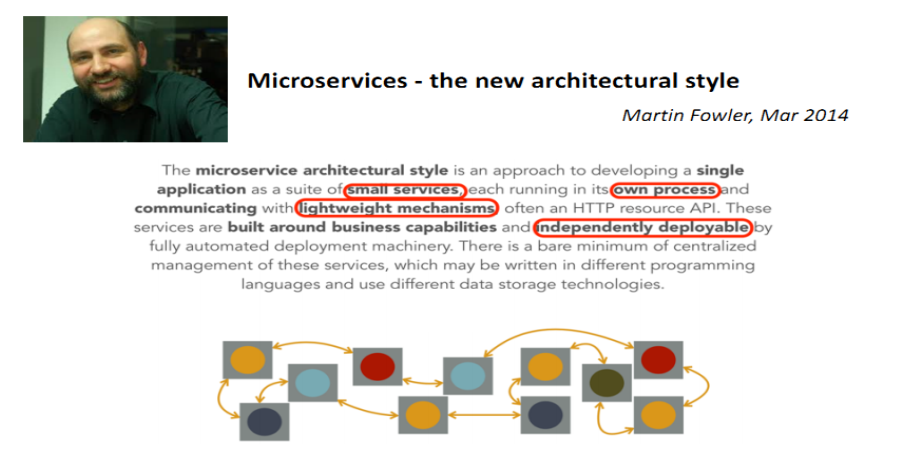 Microservices - the new architectural style
Martin Fowler, Mar 2014
The microservice architectural style is an approach to developing a single
application as a suite of small services, each running in its own process and
communicating with lightweight mechanisms, often an HTTP resource API. These
services are built around business capabilities and independently deployable by
fully automated deployment machinery. There is a bare minimum of centralized
management of these services, which may be written in different programming
languages and use different data storage technologies.